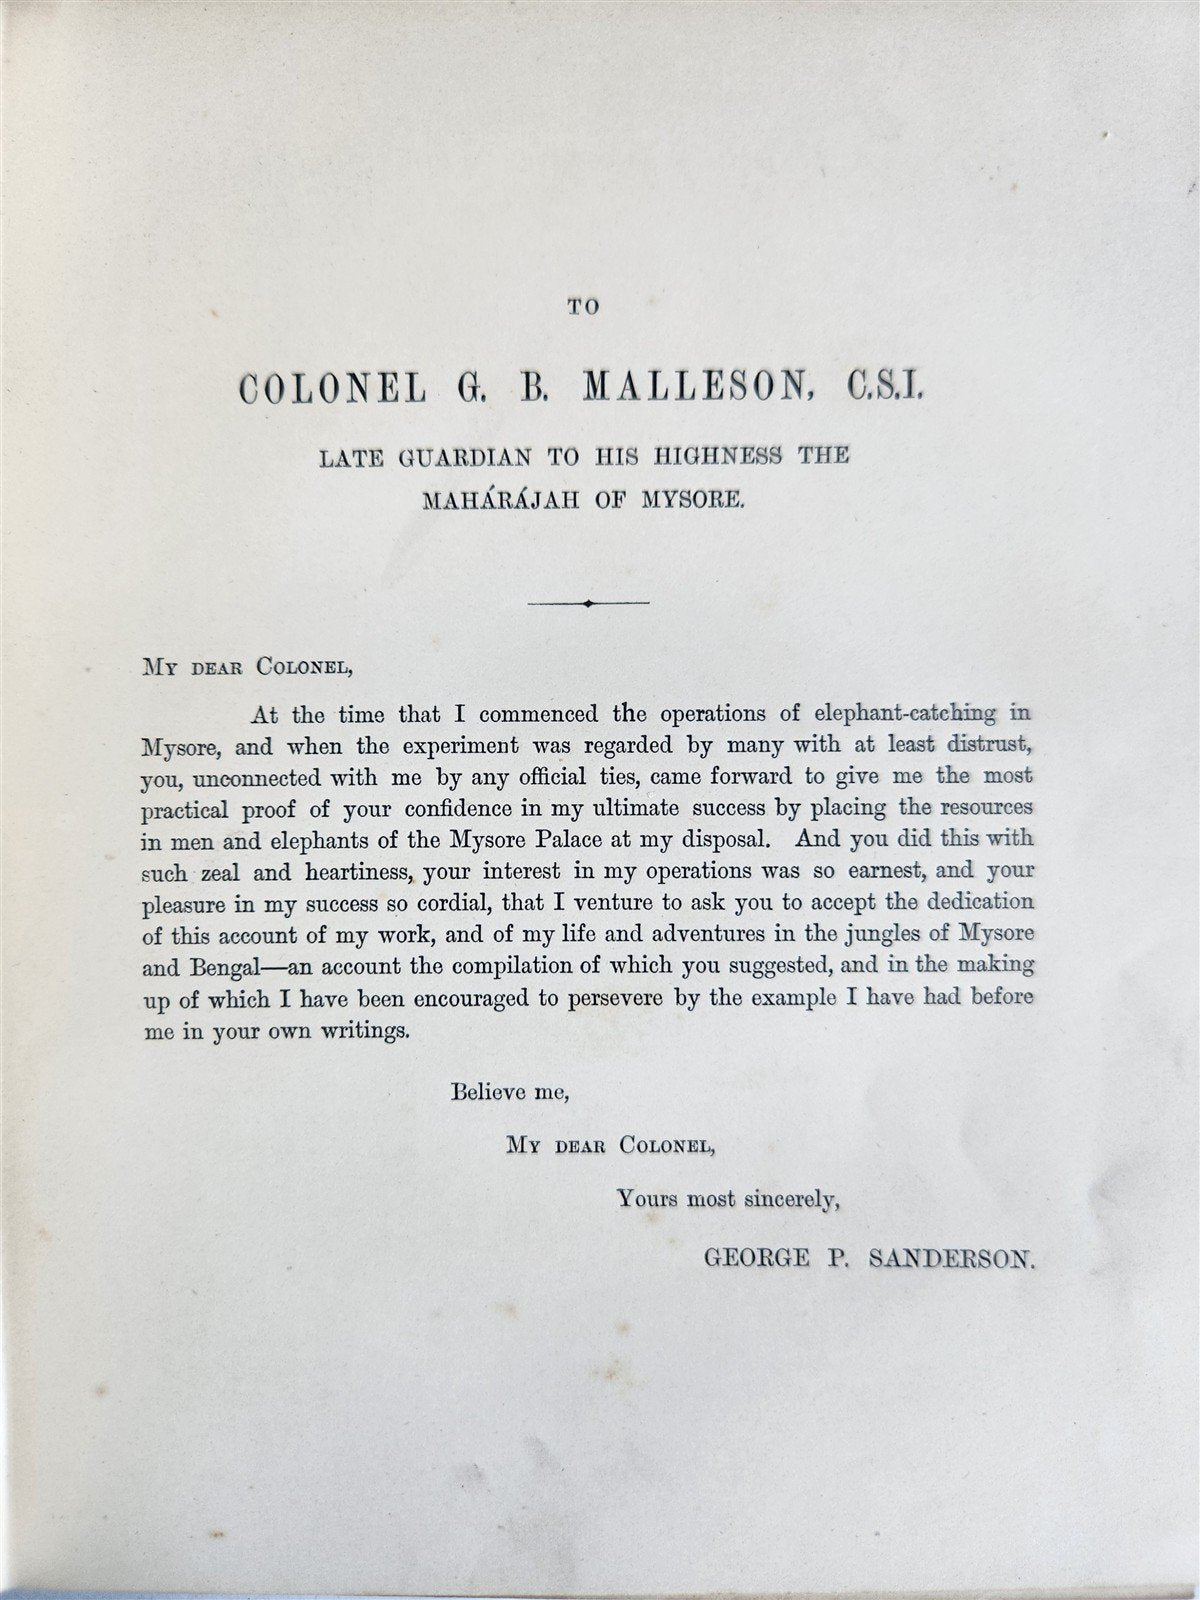 TO
COLONEL G. B. MALLESON, C.S.I.
LATE GUARDIAN TO HIS HIGHNESS THE
MAHÁRÁJAH OF MYSORE.
MY DEAR COLONEL,
At the time that I commenced the operations of elephant-catching in
Mysore, and when the experiment was regarded by many with at least distrust,
you, unconnected with me by any official ties, came forward to give me the most
practical proof of your confidence in my ultimate success by placing the resources
in men and elephants of the Mysore Palace at my disposal. And you did this with
such zeal and heartiness, your interest in my operations was so earnest, and your
pleasure in my success so cordial, that I venture to ask you to accept the dedication
of this account of my work, and of my life and adventures in the jungles of Mysore
and Bengal—an account the compilation of which you suggested, and in the making
up of which I have been encouraged to persevere by the example I have had before
me in your own writings.
Believe me,
MY DEAR COLONEL,
Yours most sincerely,
GEORGE P. SANDERSON.